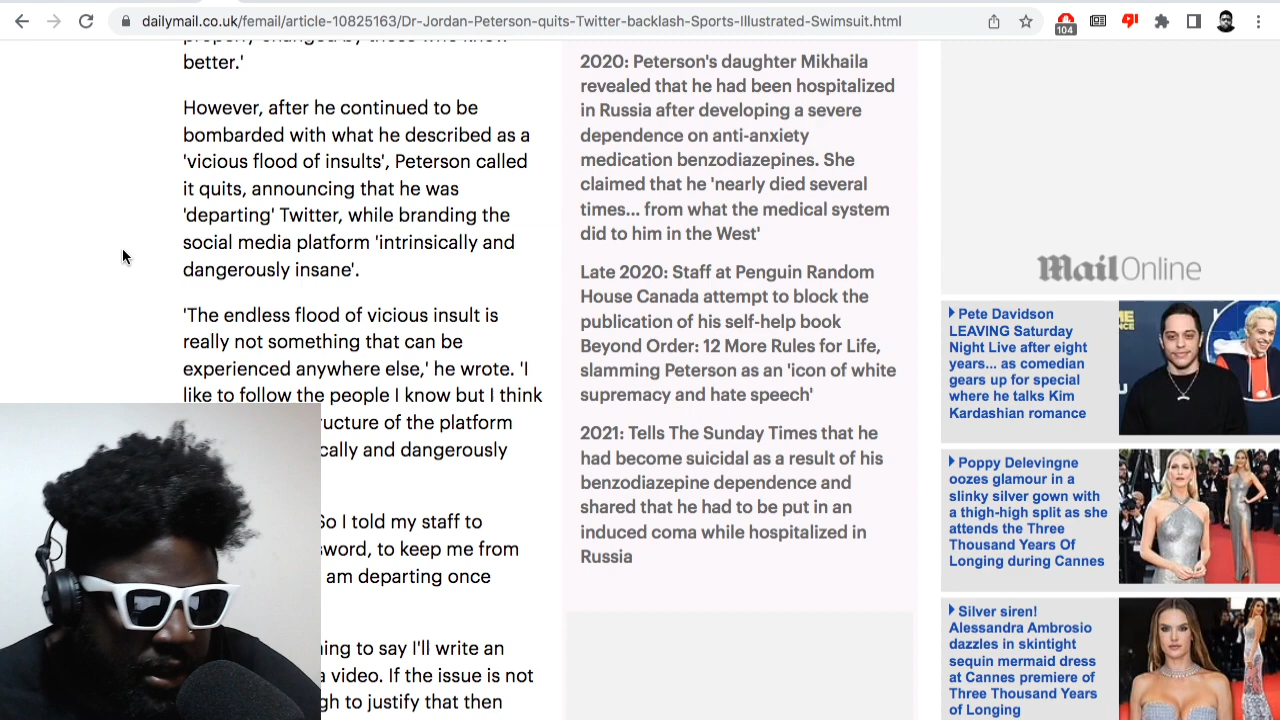 dailymail.co.uk/femail/article-10825163/Dr-Jordan-Peterson-quits-Twitter-backlash-Sports-Illustrated-Swimsuit.html
104
better.'
However, after he continued to be
bombarded with what he described as a
'vicious flood of insults', Peterson called
it quits, announcing that he was
'departing' Twitter, while branding the
social media platform 'intrinsically and
dangerously insane'.
'The endless flood of vicious insult is
really not something that can be
experienced anywhere else,' he wrote. 'I
like to follow the people I know but I think
ucture of the platform
cally and dangerously
So I told my staff to
sword, to keep me from
am departing once
ning to say I'll write an
a video. If the issue is not
gh to justify that then
2020: Peterson's daughter Mikhaila
revealed that he had been hospitalized
in Russia after developing a severe
dependence on anti-anxiety
medication benzodiazepines. She
claimed that he 'nearly died several
times... from what the medical system
did to him in the West'
Late 2020: Staff at Penguin Random
House Canada attempt to block the
publication of his self-help book
Beyond Order: 12 More Rules for Life,
slamming Peterson as an 'icon of white
supremacy and hate speech'
2021: Tells The Sunday Times that he
had become suicidal as a result of his
benzodiazepine dependence and
shared that he had to be put in an
induced coma while hospitalized in
Russia
Mail Online
Pete Davidson
LEAVING Saturday
Night Live after eight
years... as comedian
gears up for special
where he talks Kim
Kardashian romance
Poppy Delevingne
oozes glamour in a
slinky silver gown with
a thigh-high split as she
attends the Three
Thousand Years Of
Longing during Cannes
Silver siren!
Alessandra Ambrosio
dazzles in skintight
sequin mermaid dress
at Cannes premiere of
Three Thousand Years
of Longing